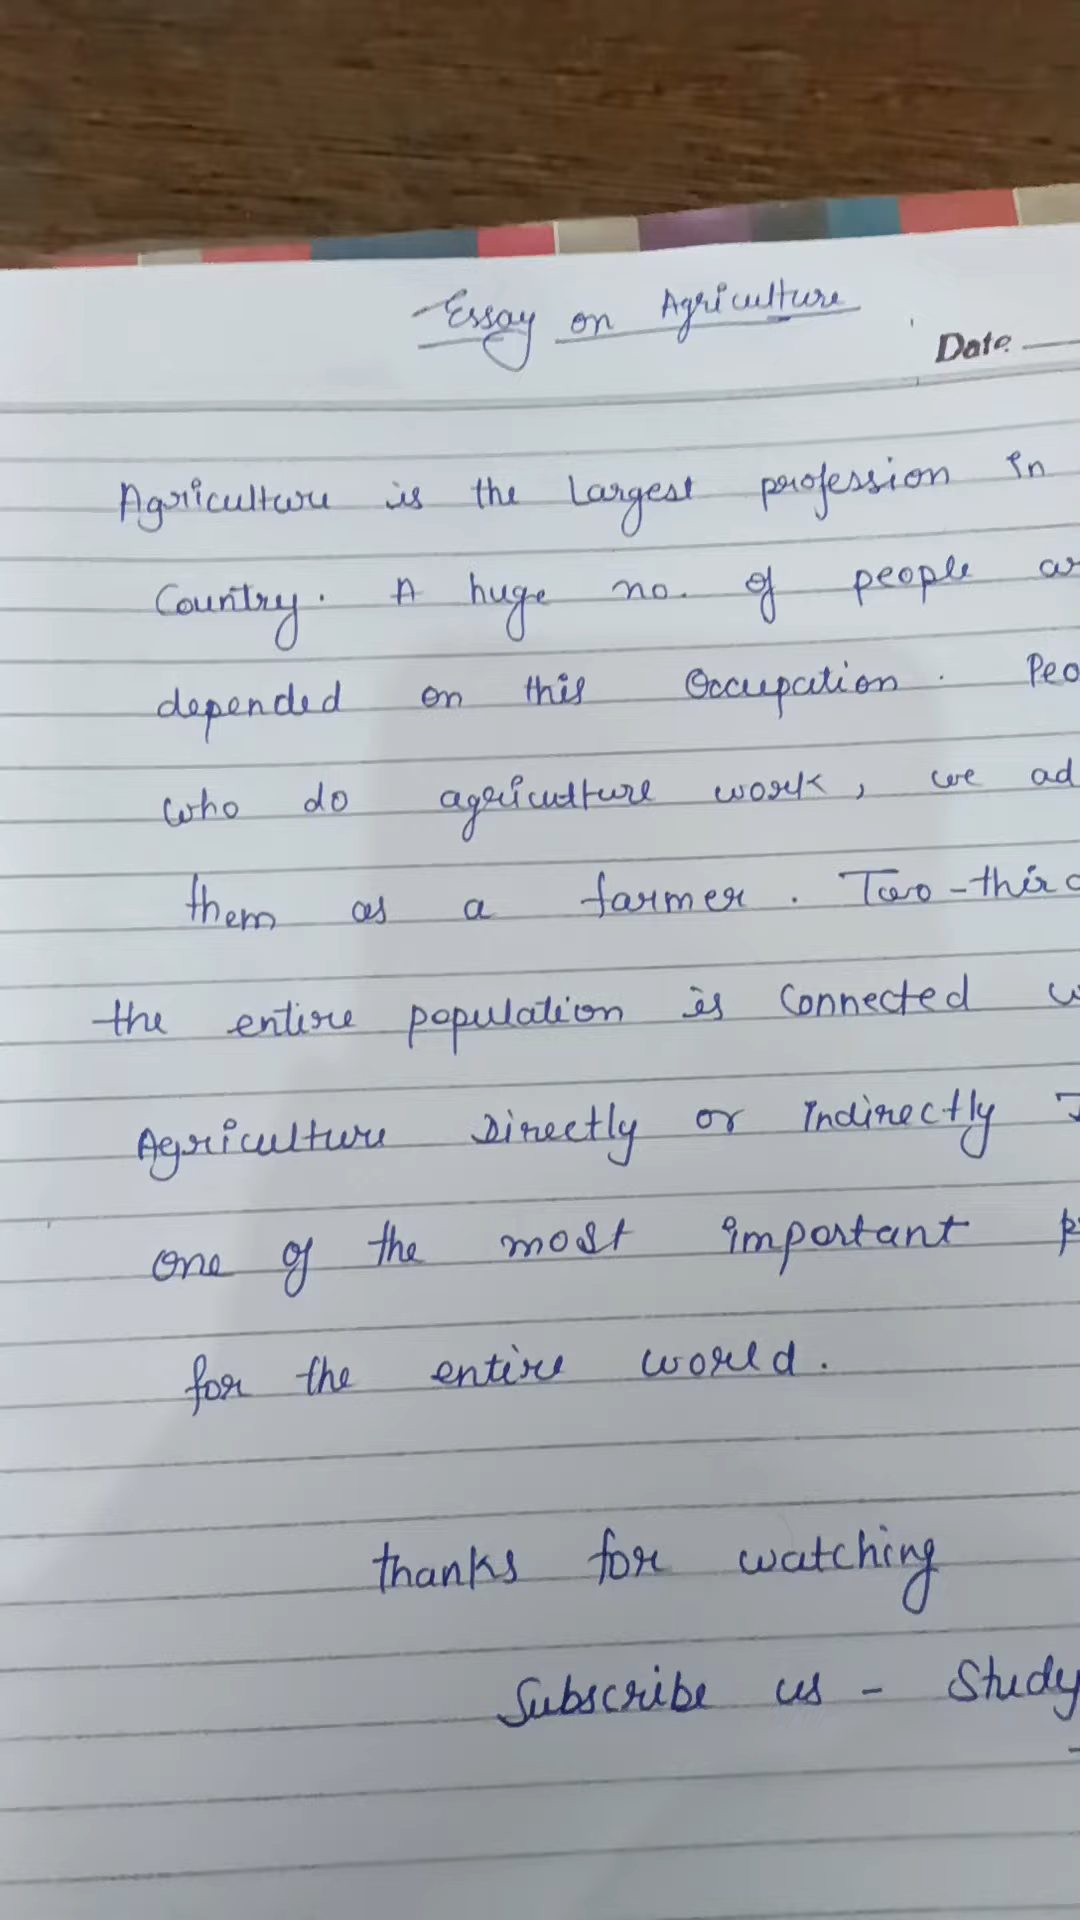 Essay on Agriculture
Date
Agriculture is the Largest profession in
Country. A huge no. of people ar
depended on this Occupation. Peo
who do agriculture work, we ad
them as a farmer. Two-thir
the entire population is Connected w
Agriculture Directly or Indirectly I
one of the most important p
for the entire world.
thanks for watching
Subscribe us - Study